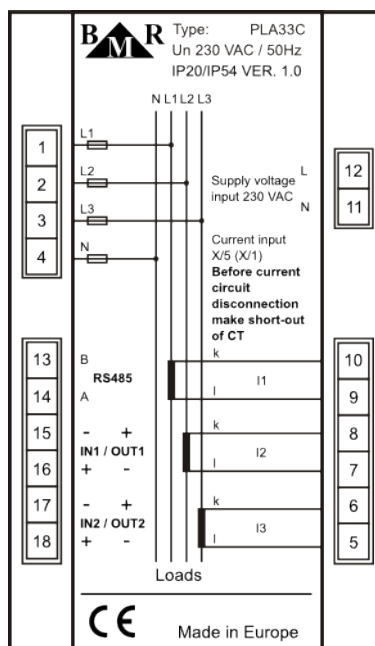 BMR
Type: PLA33C
Un 230 VAC / 50Hz
IP20/IP54 VER. 1.0
N L1 L2 L3
1 L1
2 L2
3 L3
4 N
Supply voltage
input 230 VAC
L 12
N 11
Current input
X/5 (X/1)
Before current
circuit
disconnection
make short-out
of CT
13 B
RS485
14 A
15 - +
IN1 / OUT1
16 + -
17 - +
IN2 / OUT2
18 + -
k 10
I1
l 9
k 8
I2
l 7
k 6
I3
l 5
Loads
CE
Made in Europe